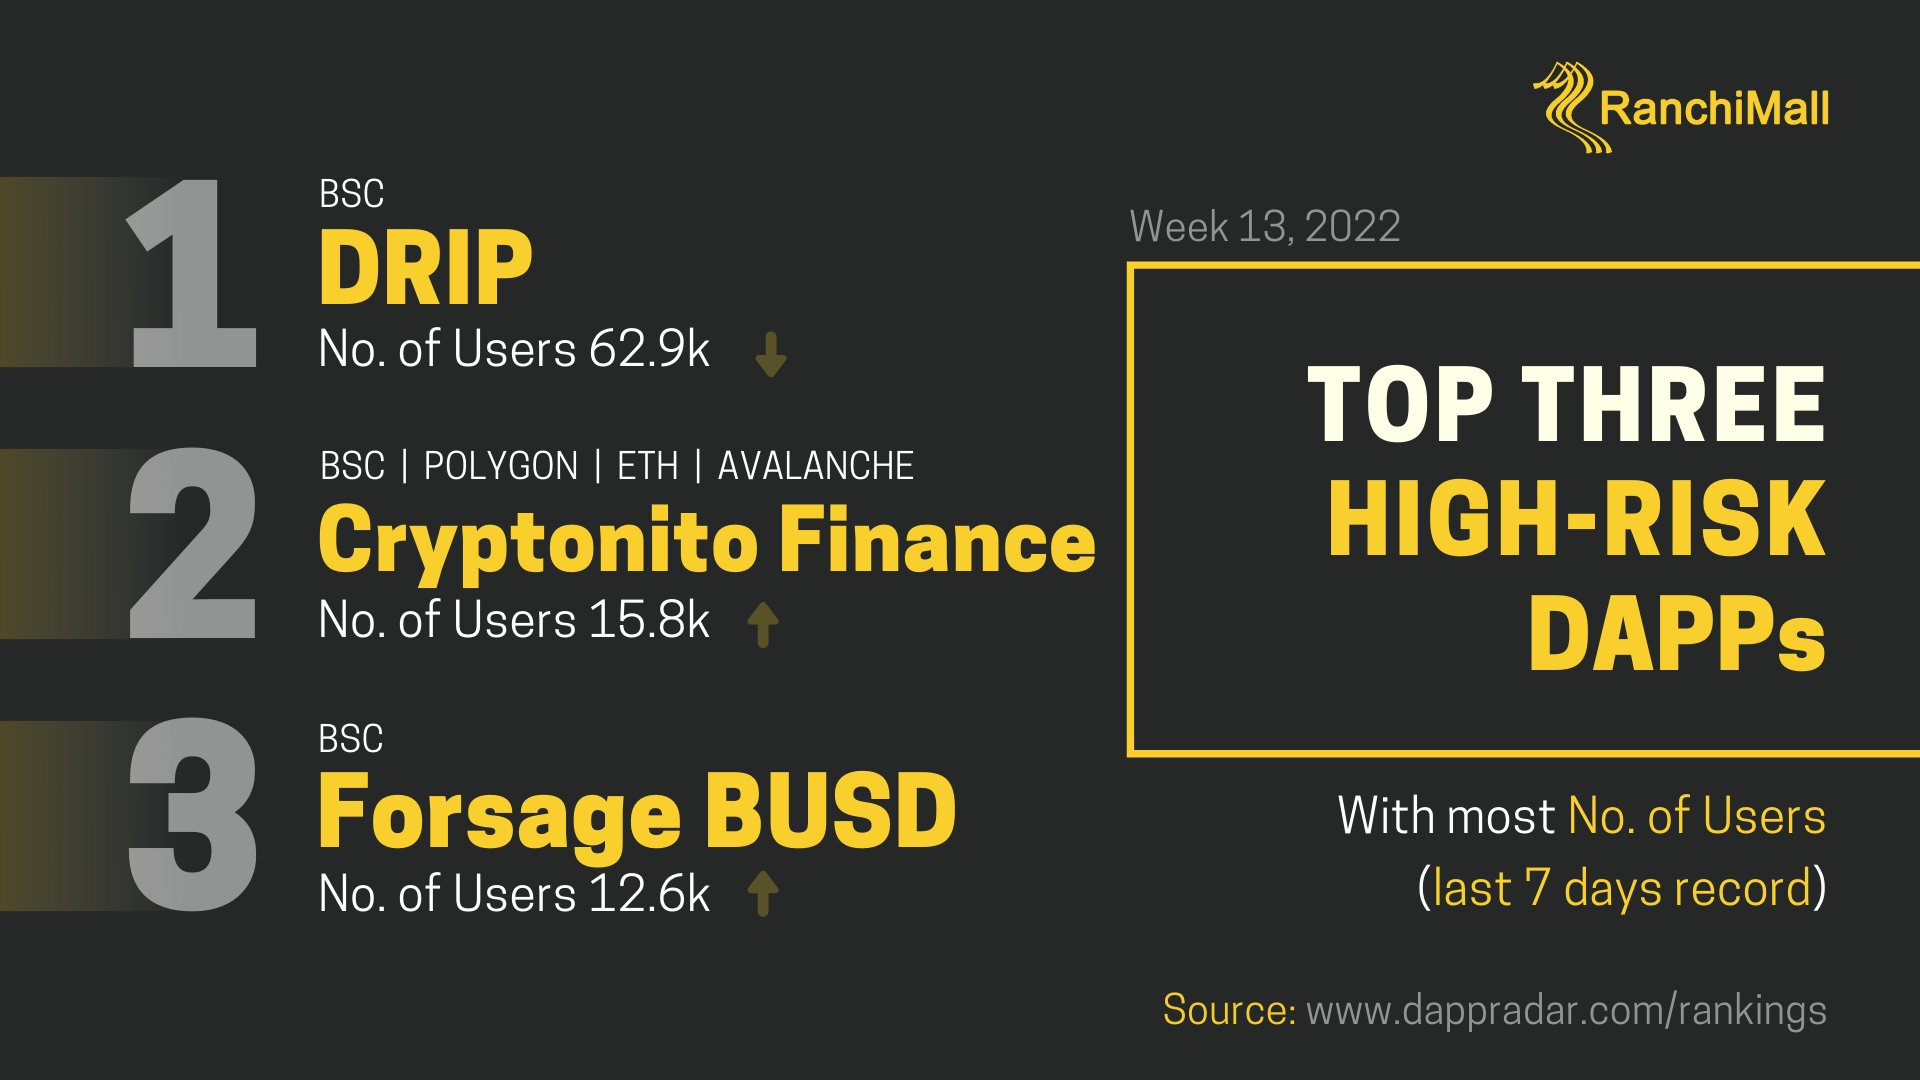 RanchiMall
1
BSC
DRIP
No. of Users 62.9k
2
BSC | POLYGON | ETH | AVALANCHE
Cryptonito Finance
No. of Users 15.8k
3
BSC
Forsage BUSD
No. of Users 12.6k
Week 13, 2022
TOP THREE
HIGH-RISK
DAPPs
With most No. of Users
(last 7 days record)
Source: www.dappradar.com/rankings